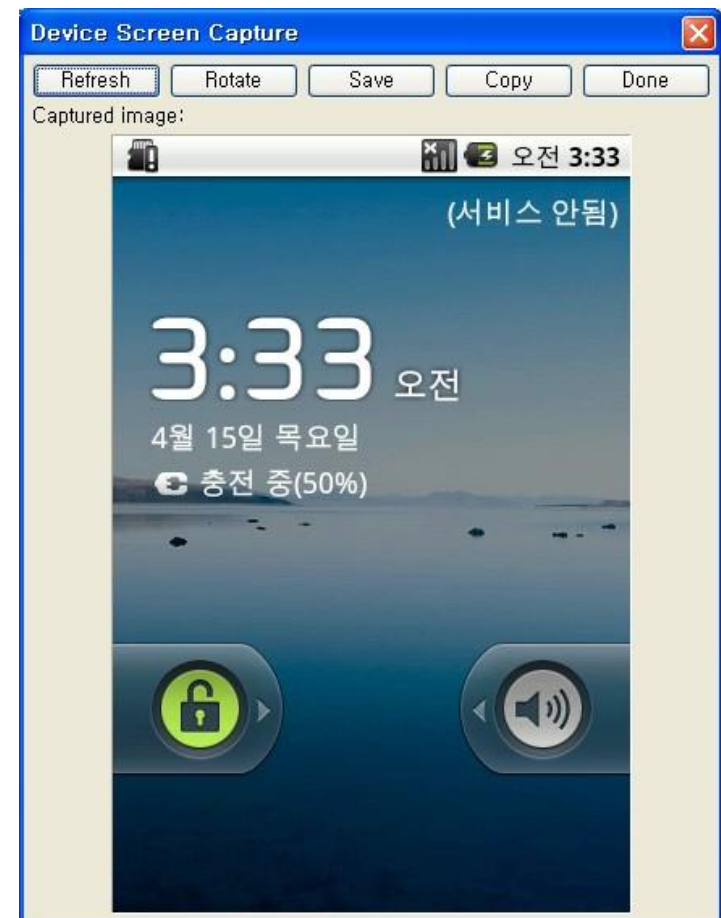 Device Screen Capture
Refresh Rotate Save Copy Done
Captured image:
오전 3:33
(서비스 안됨)
3:33 오전
4월 15일 목요일
충전 중(50%)